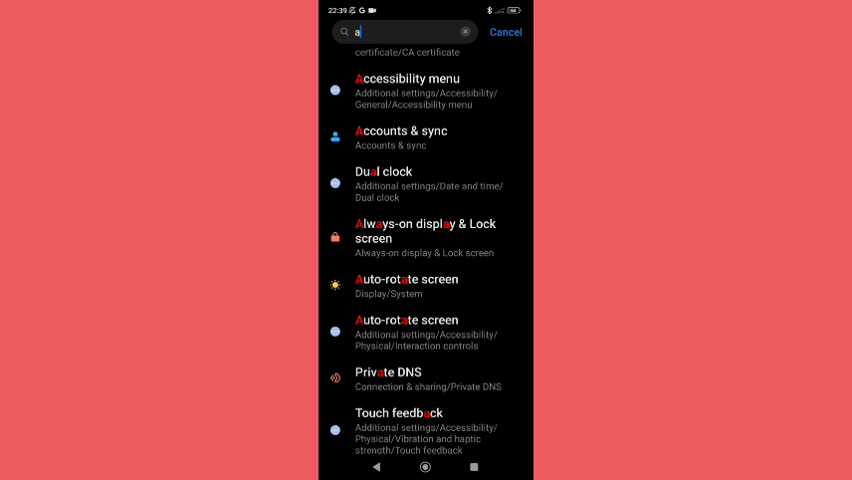 22:39
a
Cancel
certificate/CA certificate
Accessibility menu
Additional settings/Accessibility/
General/Accessibility menu
Accounts & sync
Accounts & sync
Dual clock
Additional settings/Date and time/
Dual clock
Always-on display & Lock
screen
Always-on display & Lock screen
Auto-rotate screen
Display/System
Auto-rotate screen
Additional settings/Accessibility/
Physical/Interaction controls
Private DNS
Connection & sharing/Private DNS
Touch feedback
Additional settings/Accessibility/
Physical/Vibration and haptic
strength/Touch feedback